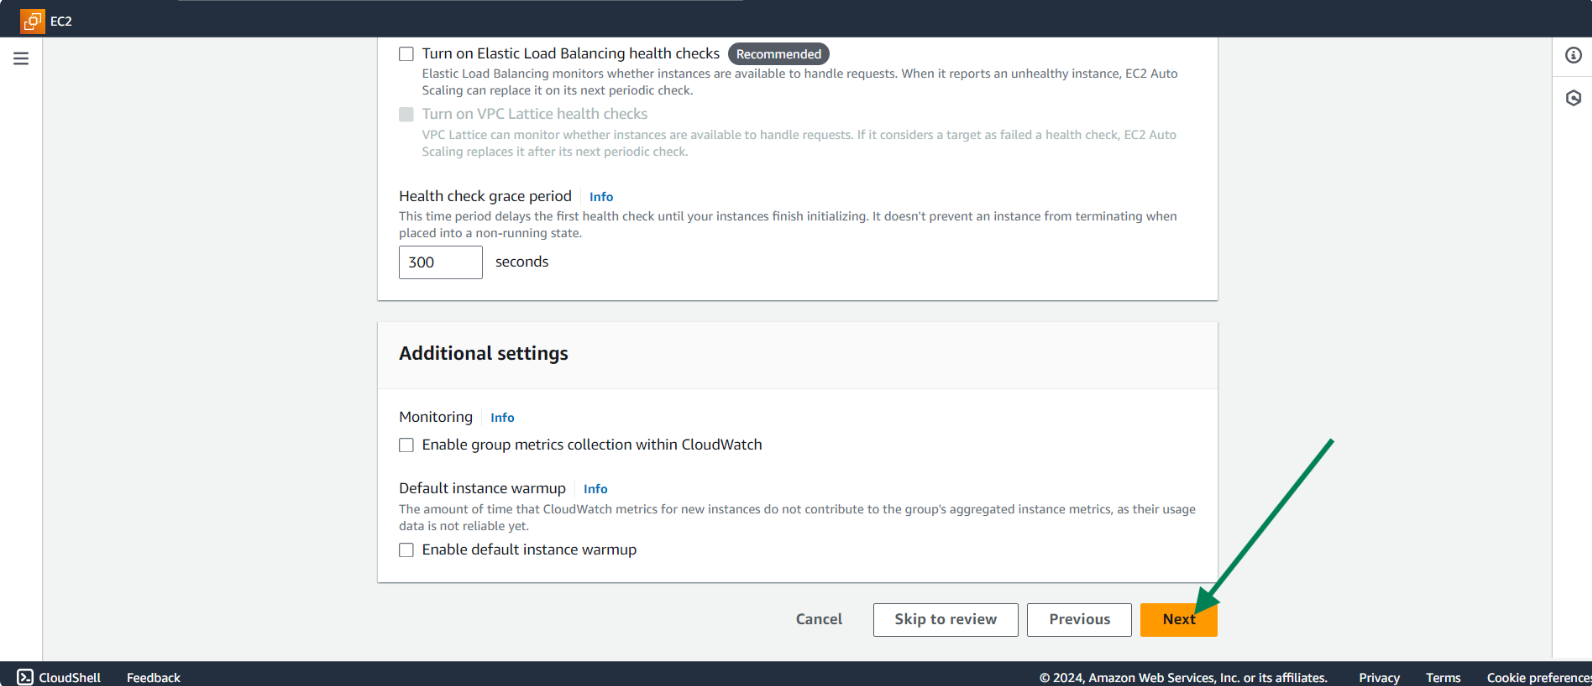 EC2
Turn on Elastic Load Balancing health checks Recommended
Elastic Load Balancing monitors whether instances are available to handle requests. When it reports an unhealthy instance, EC2 Auto
Scaling can replace it on its next periodic check.
Turn on VPC Lattice health checks
VPC Lattice can monitor whether instances are available to handle requests. If it considers a target as failed a health check, EC2 Auto
Scaling replaces it after its next periodic check.
Health check grace period Info
This time period delays the first health check until your instances finish initializing. It doesn't prevent an instance from terminating when
placed into a non-running state.
300 seconds
Additional settings
Monitoring Info
Enable group metrics collection within CloudWatch
Default instance warmup Info
The amount of time that CloudWatch metrics for new instances do not contribute to the group's aggregated instance metrics, as their usage
data is not reliable yet.
Enable default instance warmup
Cancel Skip to review Previous Next
CloudShell Feedback © 2024, Amazon Web Services, Inc. or its affiliates. Privacy Terms Cookie preference